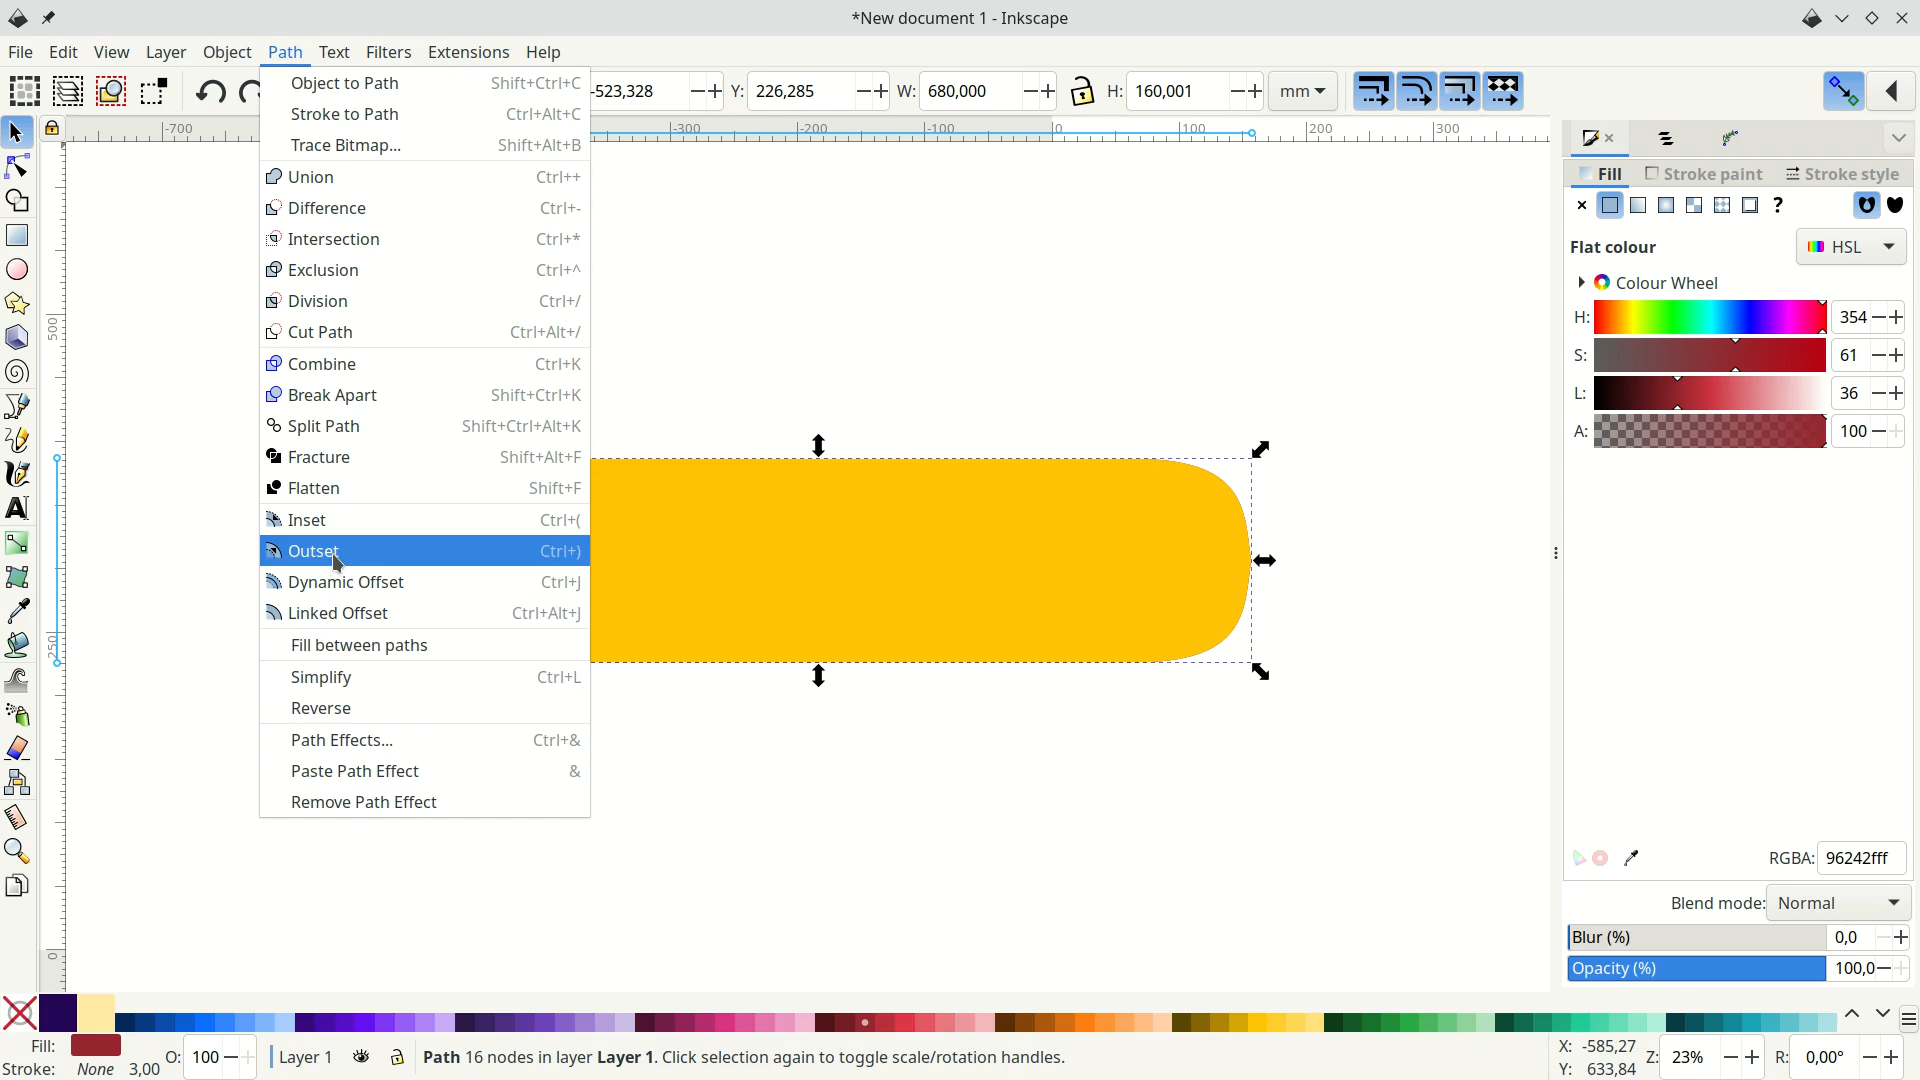 *New document 1 - Inkscape
File Edit View Layer Object Path Text Filters Extensions Help
-523,328 Y: 226,285 W: 680,000 H: 160,001 mm
-700 -300 -200 -100 0 100 200 300
500
250
0
Object to Path Shift+Ctrl+C
Stroke to Path Ctrl+Alt+C
Trace Bitmap... Shift+Alt+B
Union Ctrl++
Difference Ctrl+-
Intersection Ctrl+*
Exclusion Ctrl+^
Division Ctrl+/
Cut Path Ctrl+Alt+/
Combine Ctrl+K
Break Apart Shift+Ctrl+K
Split Path Shift+Ctrl+Alt+K
Fracture Shift+Alt+F
Flatten Shift+F
Inset Ctrl+(
Outset Ctrl+)
Dynamic Offset Ctrl+J
Linked Offset Ctrl+Alt+J
Fill between paths
Simplify Ctrl+L
Reverse
Path Effects... Ctrl+&
Paste Path Effect &
Remove Path Effect
Fill Stroke paint Stroke style
?
Flat colour HSL
Colour Wheel
H: 354
S: 61
L: 36
A: 100
RGBA: 96242fff
Blend mode: Normal
Blur (%) 0,0
Opacity (%) 100,0
Fill:
Stroke: None 3,00
O: 100
Layer 1
Path 16 nodes in layer Layer 1. Click selection again to toggle scale/rotation handles.
X: -585,27
Y: 633,84
Z: 23%
R: 0,00°